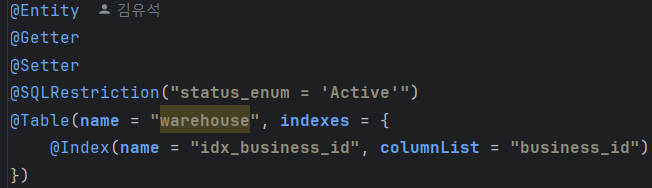 @Entity 김유석
@Getter
@Setter
@SQLRestriction("status_enum = 'Active'")
@Table(name = "warehouse", indexes = {
    @Index(name = "idx_business_id", columnList = "business_id")
})